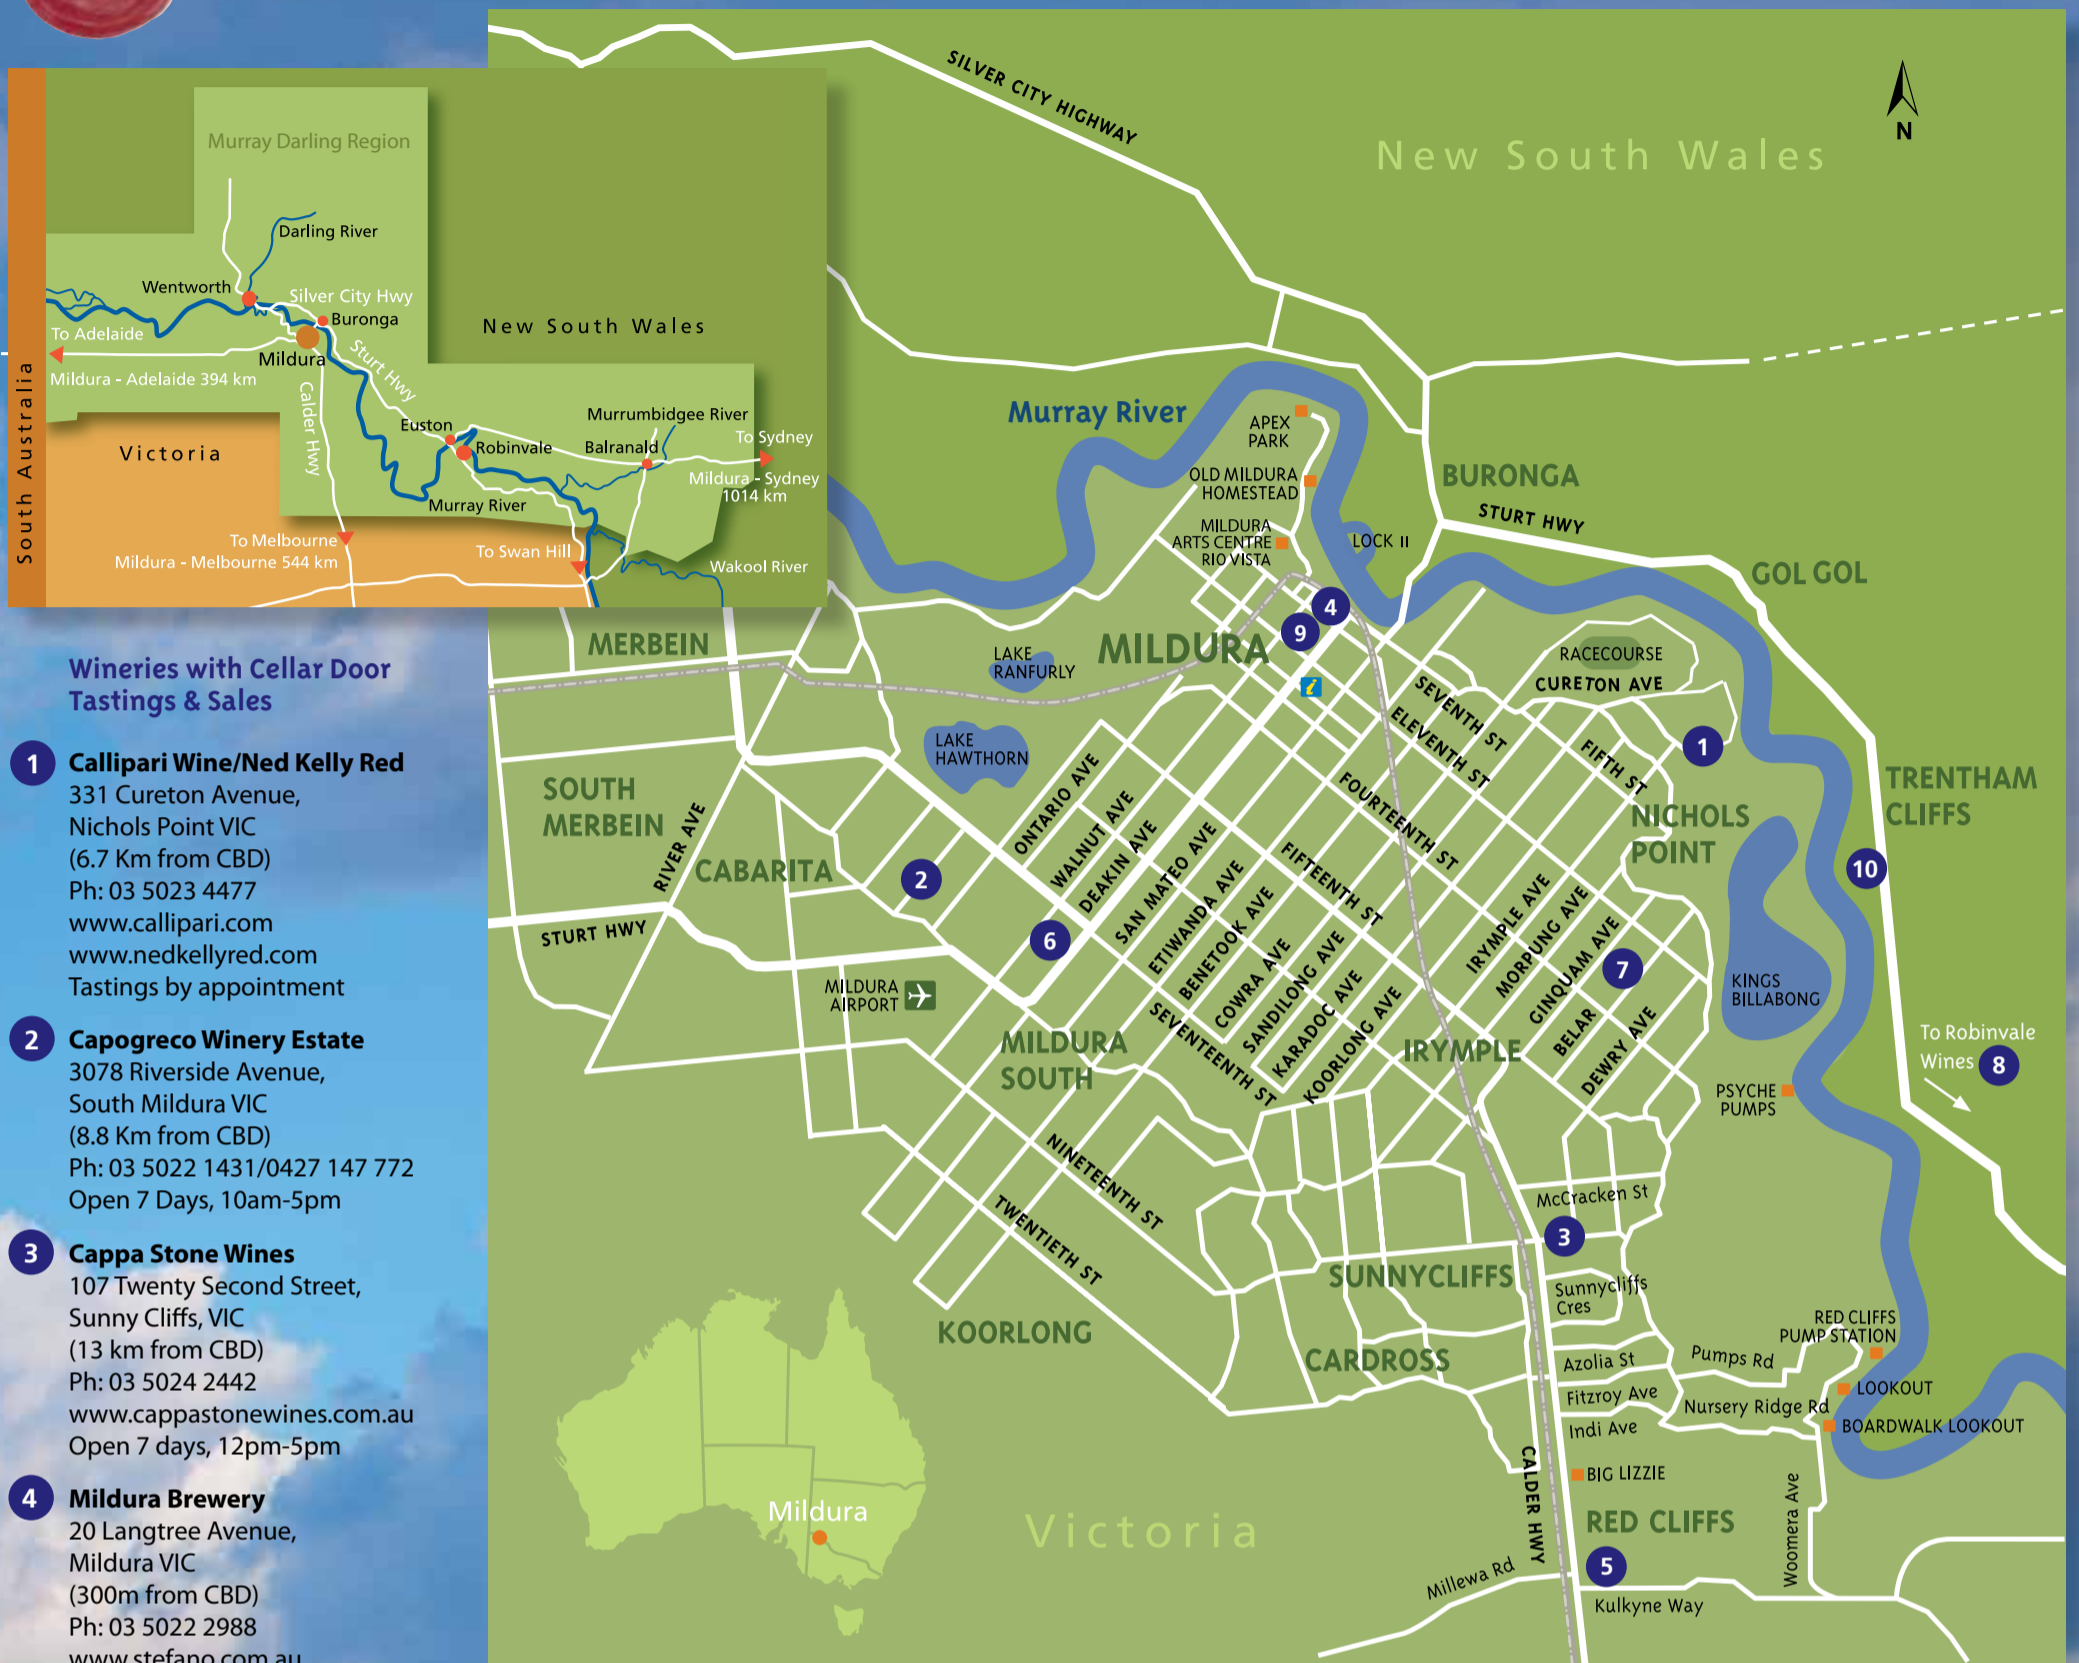 Murray Darling Region
Darling River
Wentworth
Silver City Hwy
Buronga
To Adelaide
Mildura
Mildura - Adelaide 394 km
Sturt Hwy
Calder Hwy
New South Wales
South Australia
Victoria
Euston
Robinvale
Murrumbidgee River
Balranald
To Sydney
Mildura - Sydney
1014 km
Murray River
To Melbourne
Mildura - Melbourne 544 km
To Swan Hill
Wakool River
Wineries with Cellar Door
Tastings & Sales
1 Callipari Wine/Ned Kelly Red
331 Cureton Avenue,
Nichols Point VIC
(6.7 Km from CBD)
Ph: 03 5023 4477
www.callipari.com
www.nedkellyred.com
Tastings by appointment
2 Capogreco Winery Estate
3078 Riverside Avenue,
South Mildura VIC
(8.8 Km from CBD)
Ph: 03 5022 1431/0427 147 772
Open 7 Days, 10am-5pm
3 Cappa Stone Wines
107 Twenty Second Street,
Sunny Cliffs, VIC
(13 km from CBD)
Ph: 03 5024 2442
www.cappastonewines.com.au
Open 7 days, 12pm-5pm
4 Mildura Brewery
20 Langtree Avenue,
Mildura VIC
(300m from CBD)
Ph: 03 5022 2988
www.stefano.com.au
SILVER CITY HIGHWAY
New South Wales
N
Murray River
APEX
PARK
OLD MILDURA
HOMESTEAD
MILDURA
ARTS CENTRE
RIO VISTA
LOCK II
BURONGA
STURT HWY
GOL GOL
4
9
MERBEIN
LAKE
RANFURLY
MILDURA
i
RACECOURSE
CURETON AVE
SEVENTH ST
ELEVENTH ST
FIFTH ST
1
LAKE
HAWTHORN
SOUTH
MERBEIN
RIVER AVE
CABARITA
2
ONTARIO AVE
WALNUT AVE
DEAKIN AVE
SAN MATEO AVE
ETIWANDA AVE
BENETOOK AVE
COWRA AVE
SANDILONG AVE
KARADOC AVE
KOORLONG AVE
FOURTEENTH ST
FIFTEENTH ST
SEVENTEENTH ST
NICHOLS
POINT
TRENTHAM
CLIFFS
10
IRYMPLE AVE
MORPUNG AVE
GINQUAM AVE
BELAR
DEWRY AVE
7
STURT HWY
6
MILDURA
AIRPORT
MILDURA
SOUTH
IRYMPLE
KINGS
BILLABONG
To Robinvale
Wines 8
PSYCHE
PUMPS
NINETEENTH ST
TWENTIETH ST
McCracken St
3
SUNNYCLIFFS
Sunnycliffs
Cres
KOORLONG
CARDROSS
RED CLIFFS
PUMP STATION
Azolia St
Pumps Rd
Fitzroy Ave
LOOKOUT
Nursery Ridge Rd
Indi Ave
BOARDWALK LOOKOUT
CALDER HWY
BIG LIZZIE
Woomera Ave
Mildura
Victoria
RED CLIFFS
5
Millewa Rd
Kulkyne Way